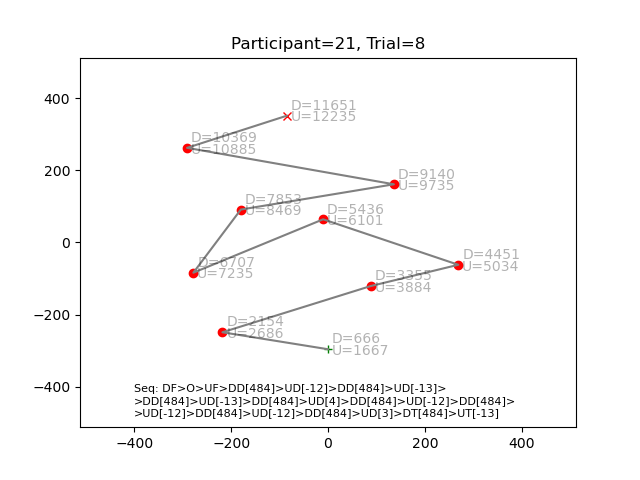 Participant=21, Trial=8
400
200
0
−200
−400
−400
−200
0
200
400
D=11651
U=12235
D=10369
U=10885
D=9140
U=9735
D=7853
U=8469
D=5436
U=6101
D=4451
U=5034
D=6707
U=7235
D=3355
U=3884
D=2154
U=2686
D=666
U=1667
Seq: DF>O>UF>DD[484]>UD[-12]>DD[484]>UD[-13]>
>DD[484]>UD[-13]>DD[484]>UD[4]>DD[484]>UD[-12]>DD[484]>
>UD[-12]>DD[484]>UD[-12]>DD[484]>UD[3]>DT[484]>UT[-13]